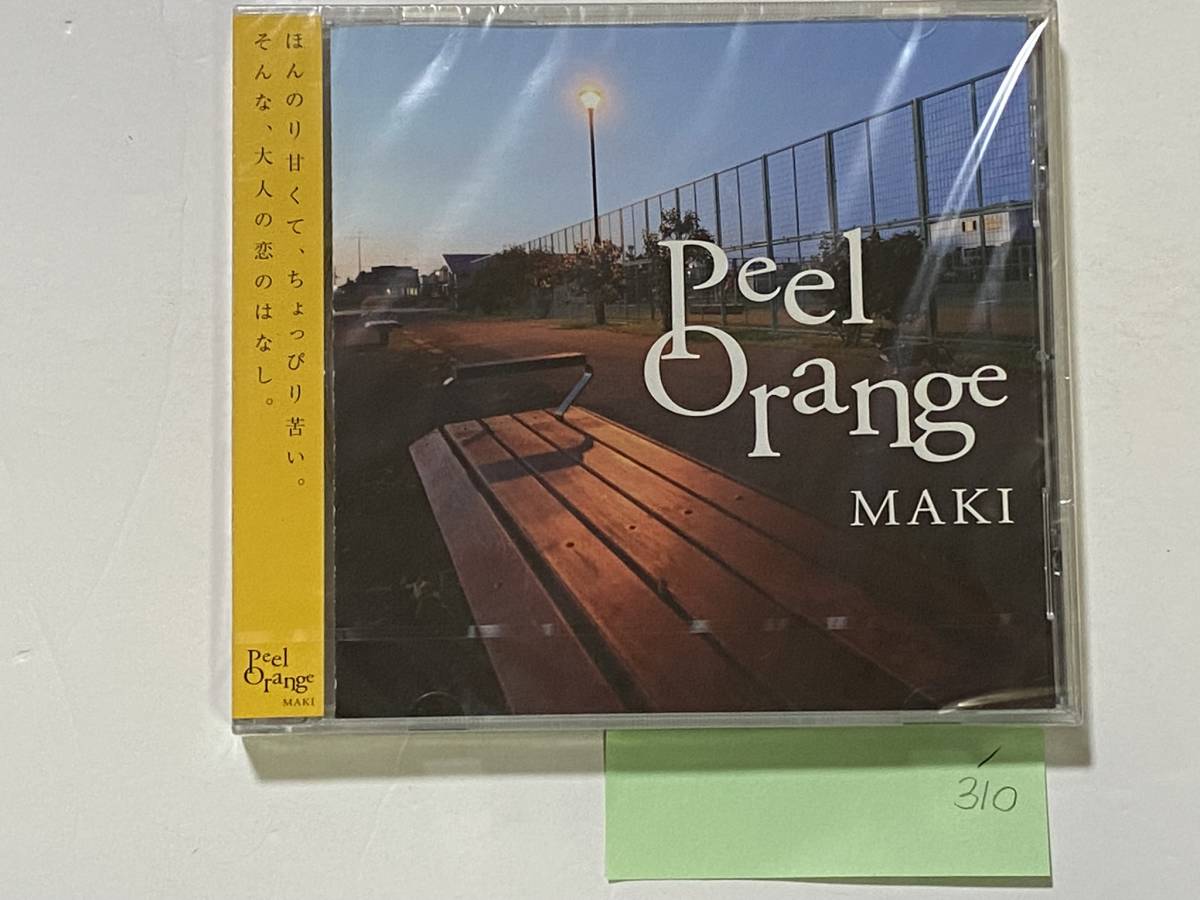 ほんのり甘くて、ちょっぴり苦い。
そんな、大人の恋のはなし。
Peel
Orange
MAKI
Peel
Orange
MAKI
310